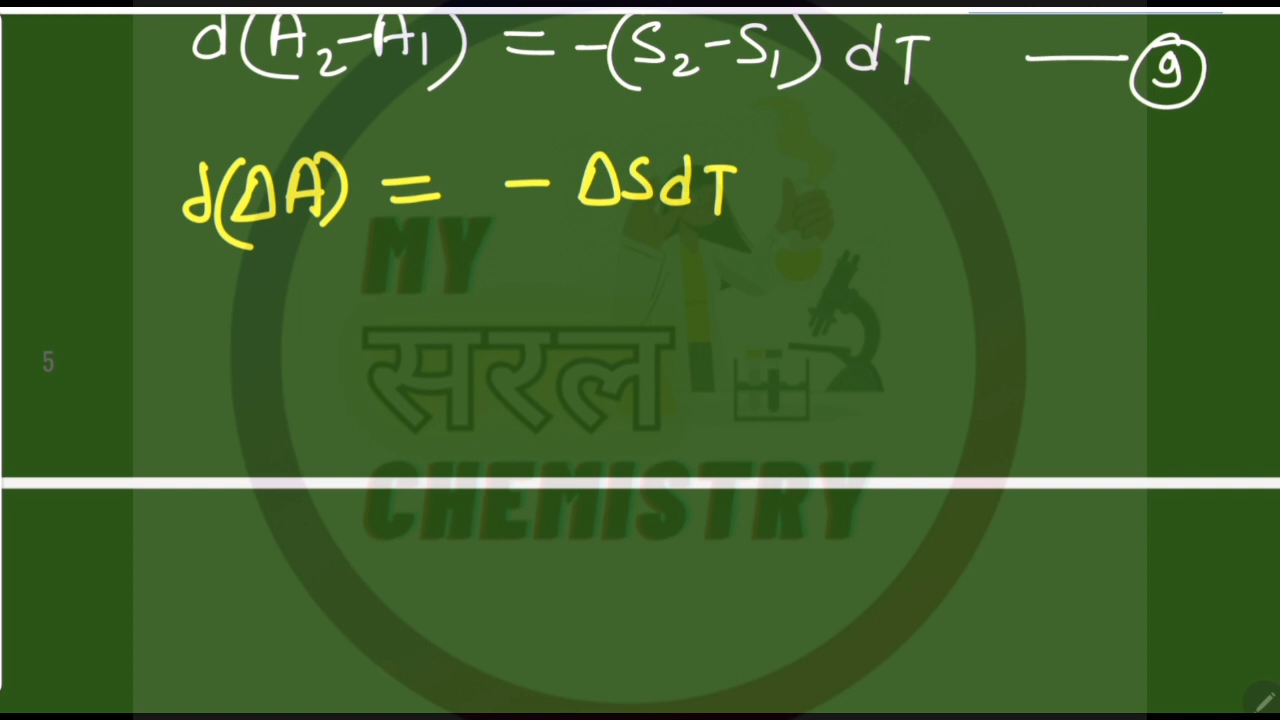 d(A₂-A₁) = -(S₂-S₁) dT —— 9
d(ΔA) = - ΔSdT
MY
5
सरल
CHEMISTRY